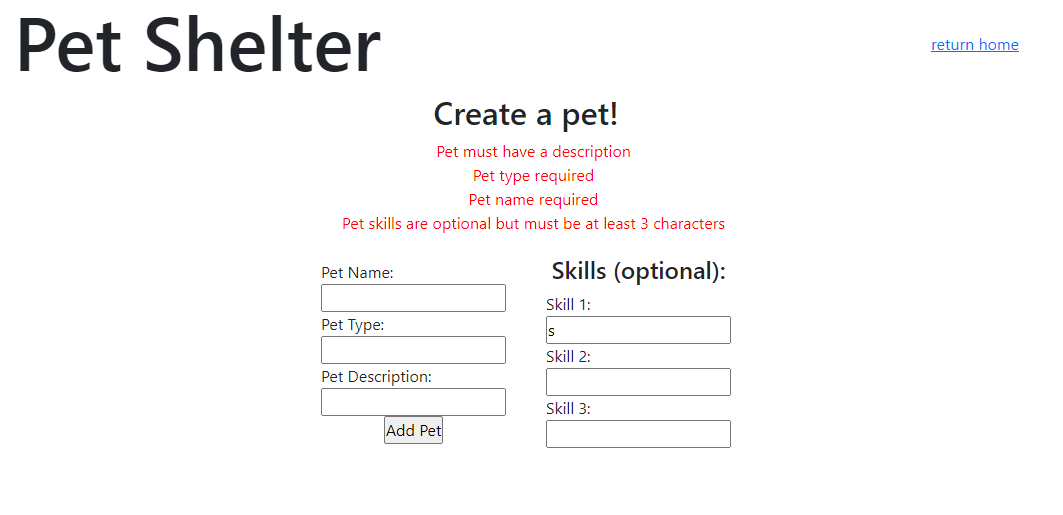 Pet Shelter
return home
Create a pet!
Pet must have a description
Pet type required
Pet name required
Pet skills are optional but must be at least 3 characters
Pet Name:
Pet Type:
Pet Description:
Add Pet
Skills (optional):
Skill 1:
s
Skill 2:
Skill 3: